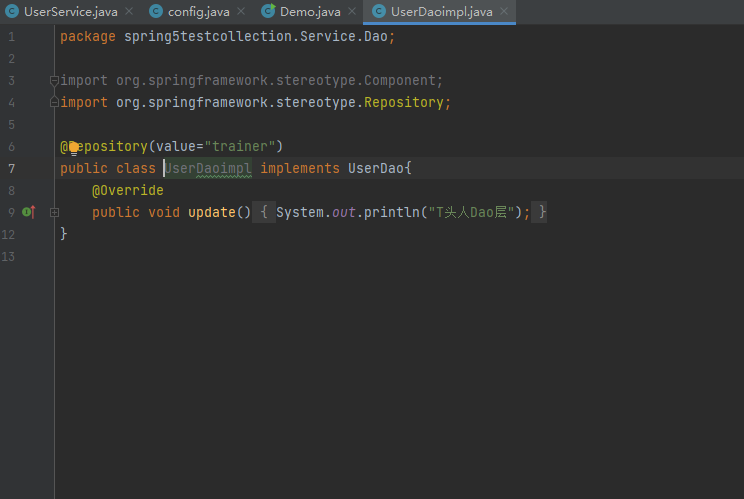 UserService.java config.java Demo.java UserDaoimpl.java
1 package spring5testcollection.Service.Dao;
2
3 import org.springframework.stereotype.Component;
4 import org.springframework.stereotype.Repository;
5
6 @Repository(value="trainer")
7 public class UserDaoimpl implements UserDao{
8 @Override
9 public void update() { System.out.println("T头人Dao层"); }
12 }
13